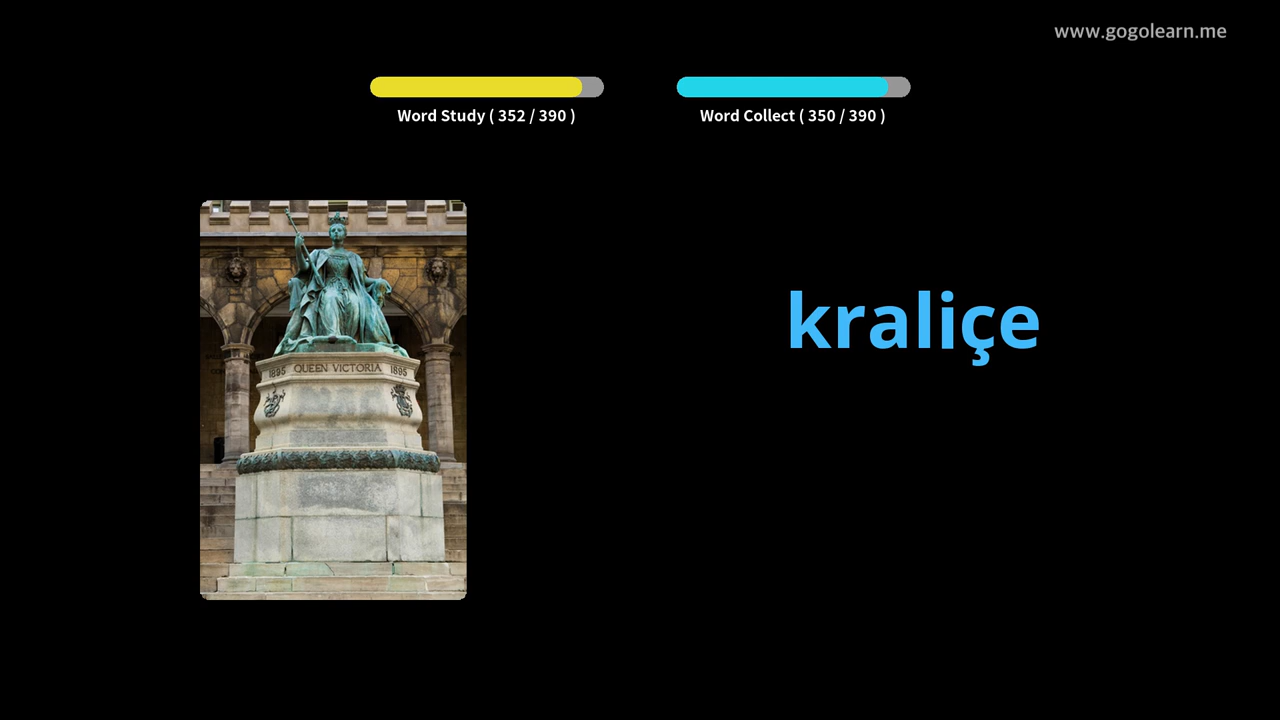 www.gogolearn.me
Word Study ( 352 / 390 )
Word Collect ( 350 / 390 )
kraliçe
1895 QUEEN VICTORIA 1895